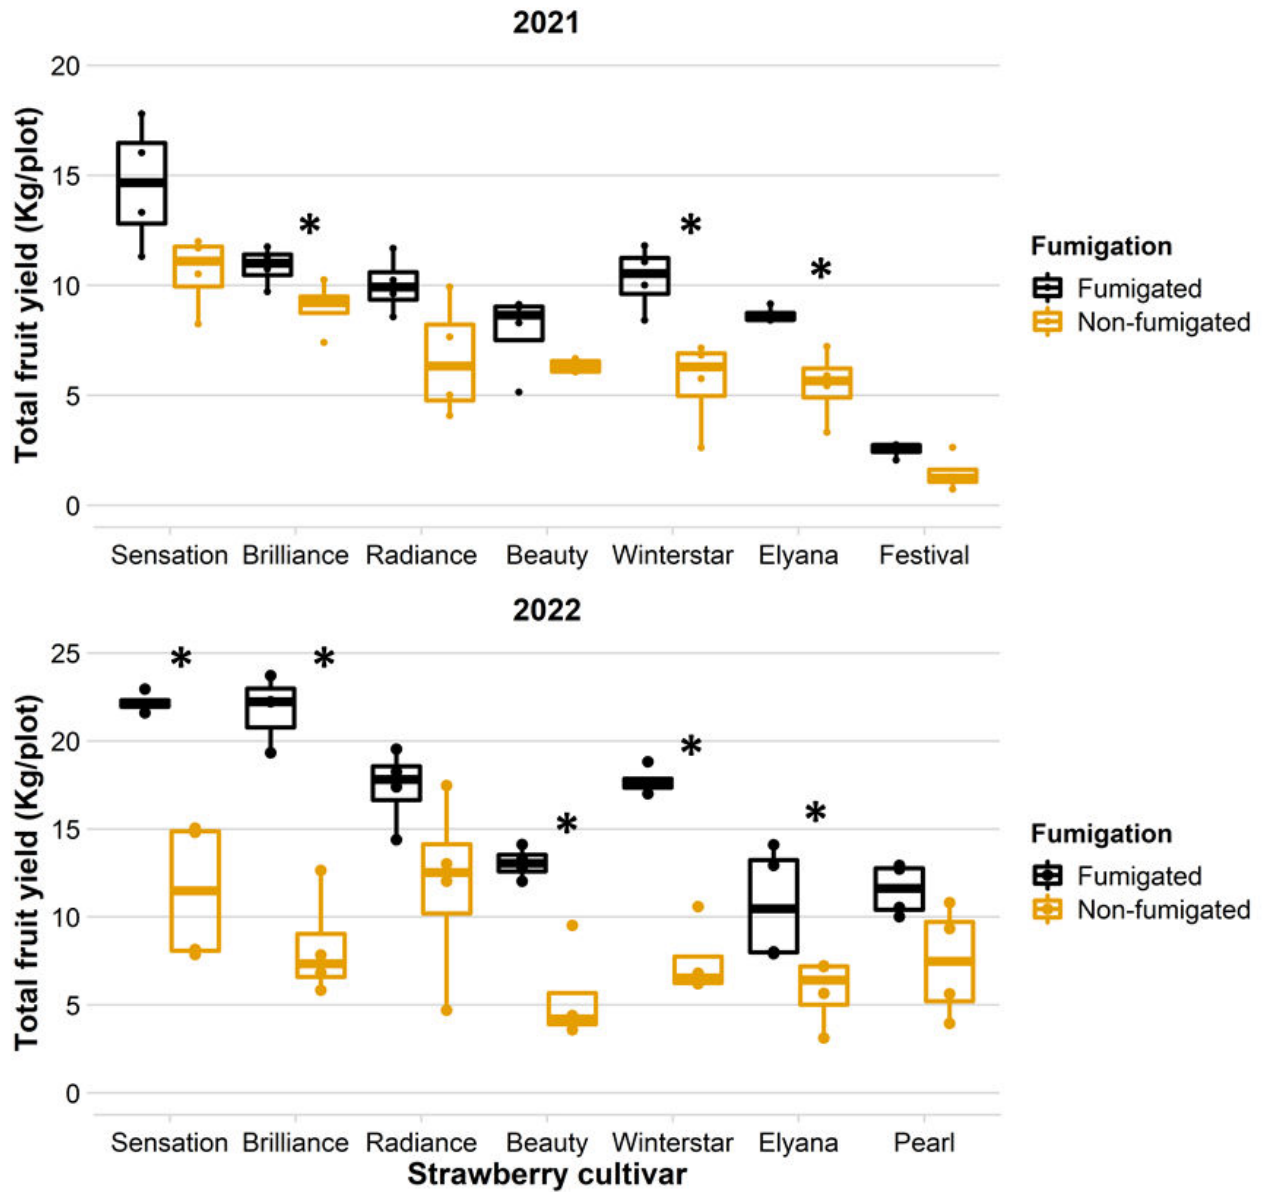 2021
Total fruit yield (Kg/plot)
20
15
10
5
0
*
*
*
Sensation Brilliance Radiance Beauty Winterstar Elyana Festival
Fumigation
Fumigated
Non-fumigated
2022
Total fruit yield (Kg/plot)
25
20
15
10
5
0
*
*
*
*
*
Sensation Brilliance Radiance Beauty Winterstar Elyana Pearl
Strawberry cultivar
Fumigation
Fumigated
Non-fumigated